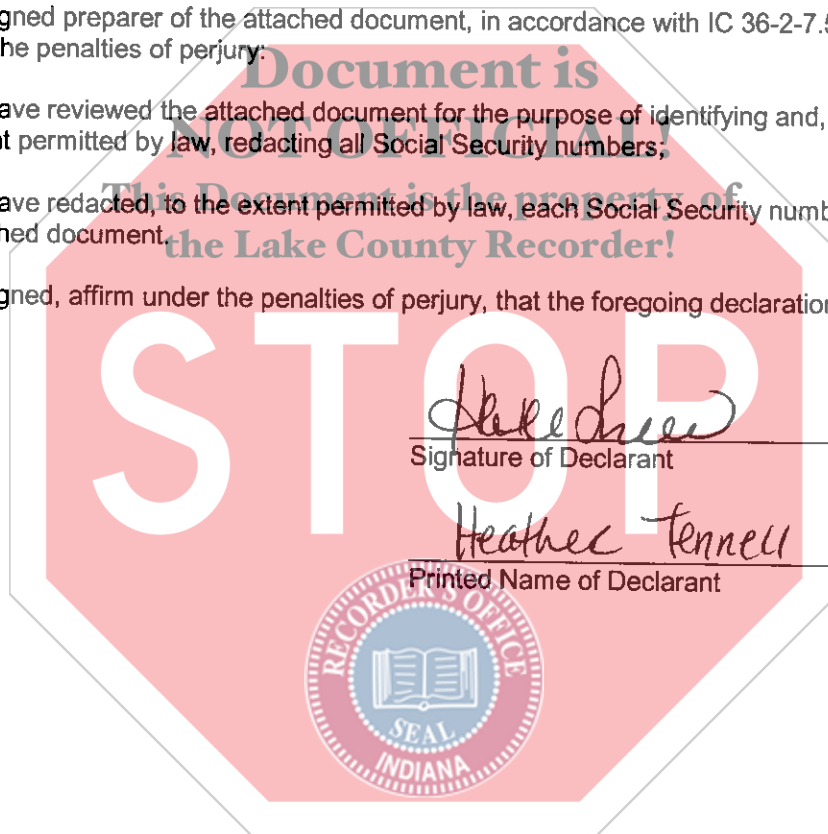 gned preparer of the attached document, in accordance with IC 36-2-7.5
he penalties of perjury:
Document is
ave reviewed the attached document for the purpose of identifying and,
NOT OFFICIAL!
t permitted by law, redacting all Social Security numbers;
This Document is the property of
ave redacted, to the extent permitted by law, each Social Security numb
hed document.
the Lake County Recorder!
gned, affirm under the penalties of perjury, that the foregoing declaration
STOP
Signature of Declarant
Heather Tennell
Printed Name of Declarant
RECORDER'S OFFICE
SEAL
INDIANA